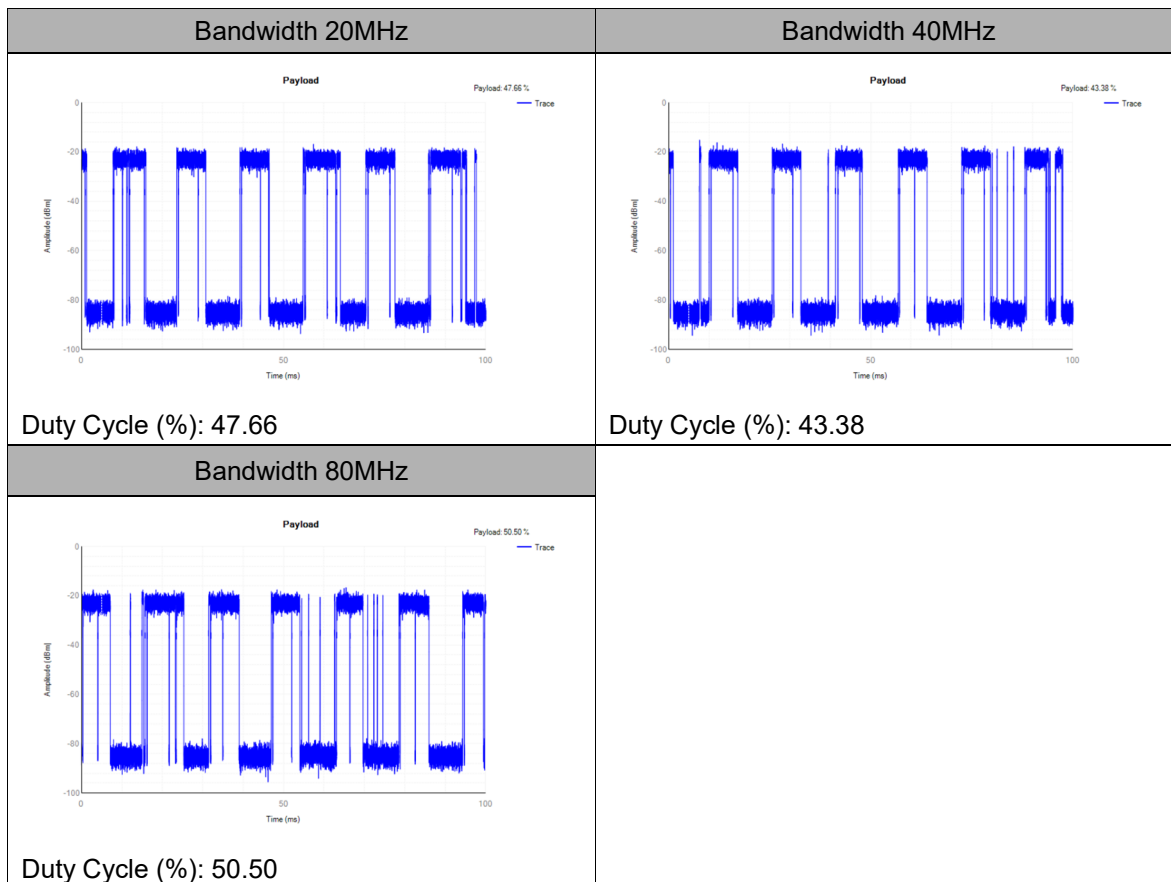 Bandwidth 20MHz
Bandwidth 40MHz
Payload
Payload: 47.66 %
Trace
0
-20
-40
-60
-80
-100
Amplitude (dBm)
0
50
100
Time (ms)
Duty Cycle (%): 47.66
Payload
Payload: 43.38 %
Trace
0
-20
-40
-60
-80
-100
Amplitude (dBm)
0
50
100
Time (ms)
Duty Cycle (%): 43.38
Bandwidth 80MHz
Payload
Payload: 50.50 %
Trace
0
-20
-40
-60
-80
-100
Amplitude (dBm)
0
50
100
Time (ms)
Duty Cycle (%): 50.50